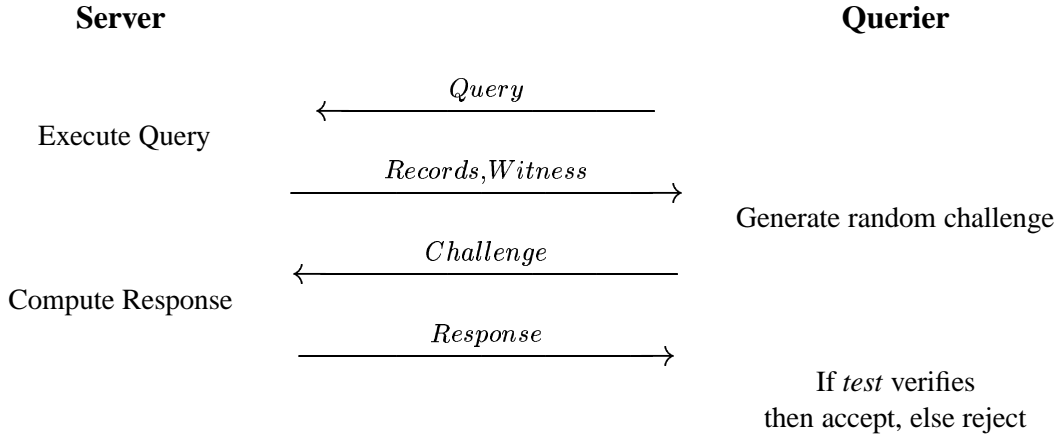 Server
Querier
Query
Execute Query
Records,Witness
Generate random challenge
Challenge
Compute Response
Response
If test verifies
then accept, else reject